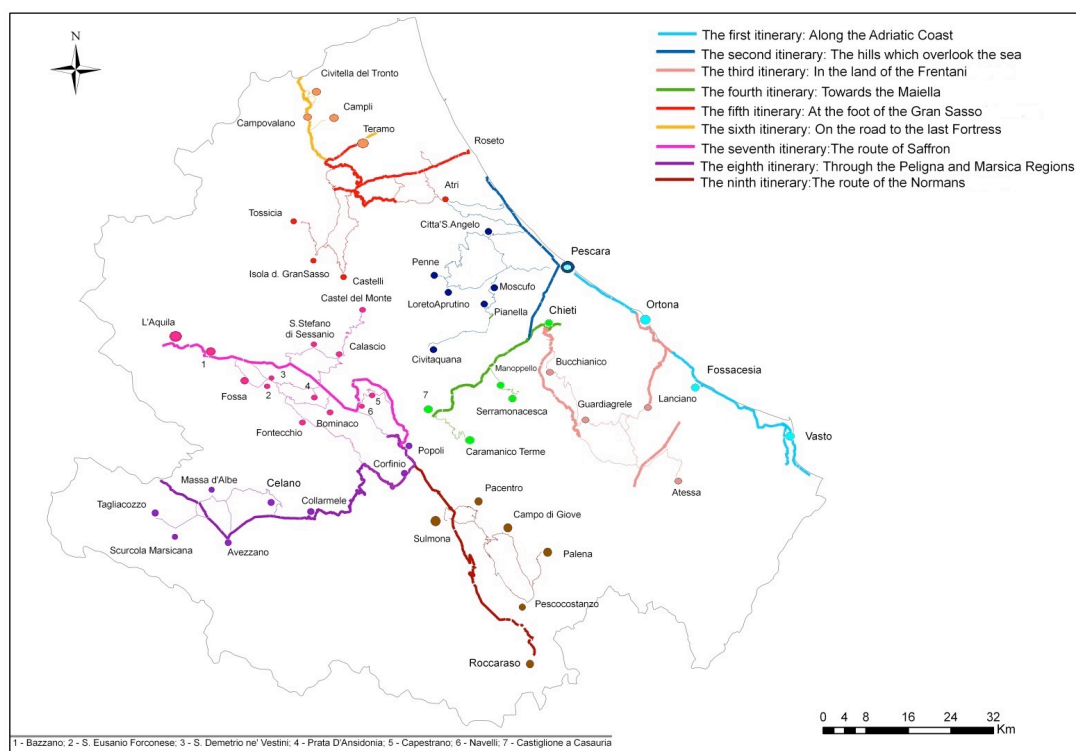 N
The first itinerary: Along the Adriatic Coast
The second itinerary: The hills which overlook the sea
The third itinerary: In the land of the Frentani
The fourth itinerary: Towards the Maiella
The fifth itinerary: At the foot of the Gran Sasso
The sixth itinerary: On the road to the last Fortress
The seventh itinerary:The route of Saffron
The eighth itinerary: Through the Peligna and Marsica Regions
The ninth itinerary:The route of the Normans
Civitella del Tronto
Campli
Campovalano
Teramo
Roseto
Atri
Tossicia
Citta'S.Angelo
Pescara
Isola d. GranSasso
Penne
Castelli
Moscufo
Castel del Monte
LoretoAprutino
Pianella
Ortona
Chieti
L'Aquila
S.Stefano
di Sessanio
Calascio
Civitaquana
1
Manoppello
Bucchianico
3
Fossacesia
Fossa
2
4
5
6
7
Serramonacesca
Guardiagrele
Lanciano
Fontecchio
Bominaco
Vasto
Popoli
Caramanico Terme
Corfinio
Massa d'Albe
Celano
Atessa
Tagliacozzo
Collarmele
Pacentro
Campo di Giove
Scurcola Marsicana
Avezzano
Sulmona
Palena
Pescocostanzo
Roccaraso
0 4 8 16 24 32
Km
1 - Bazzano; 2 - S. Eusanio Forconese; 3 - S. Demetrio ne' Vestini; 4 - Prata D'Ansidonia; 5 - Capestrano; 6 - Navelli; 7 - Castiglione a Casauria